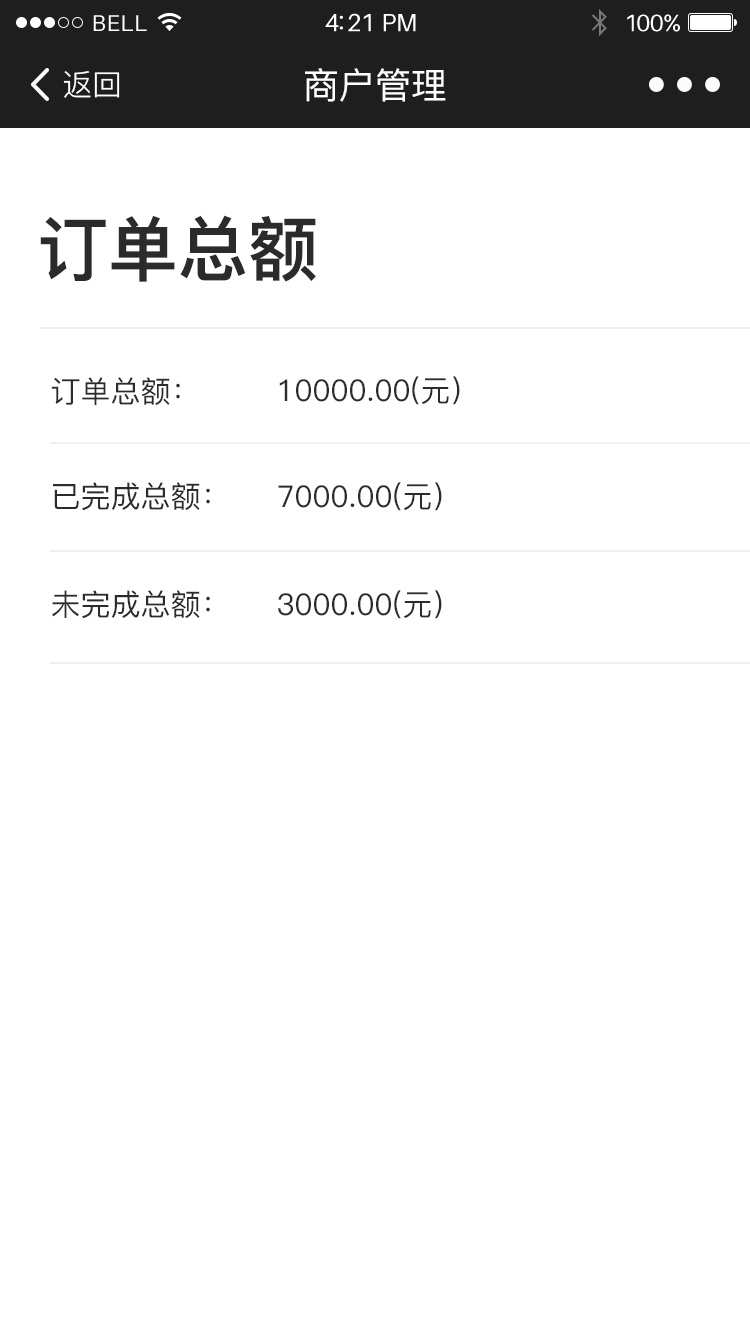 BELL 4:21 PM 100%
返回 商户管理
订单总额
订单总额: 10000.00(元)
已完成总额: 7000.00(元)
未完成总额: 3000.00(元)